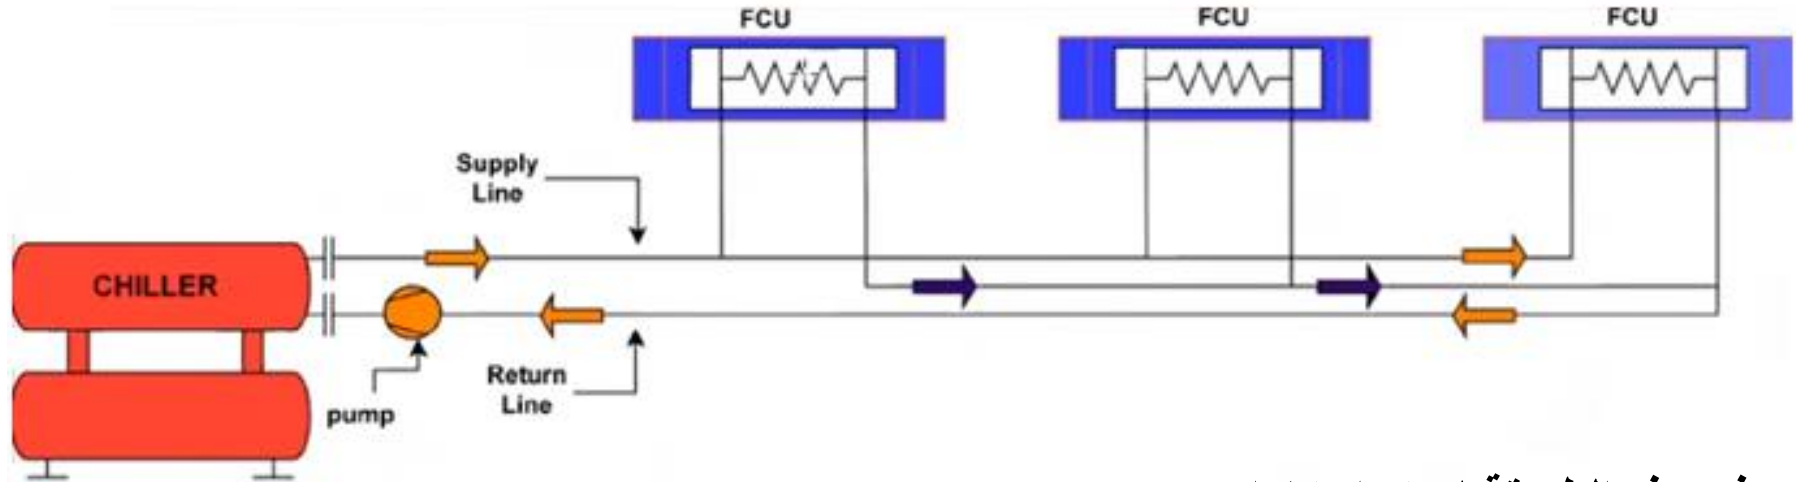 FCU
FCU
FCU
Supply
Line
CHILLER
Return
Line
pump